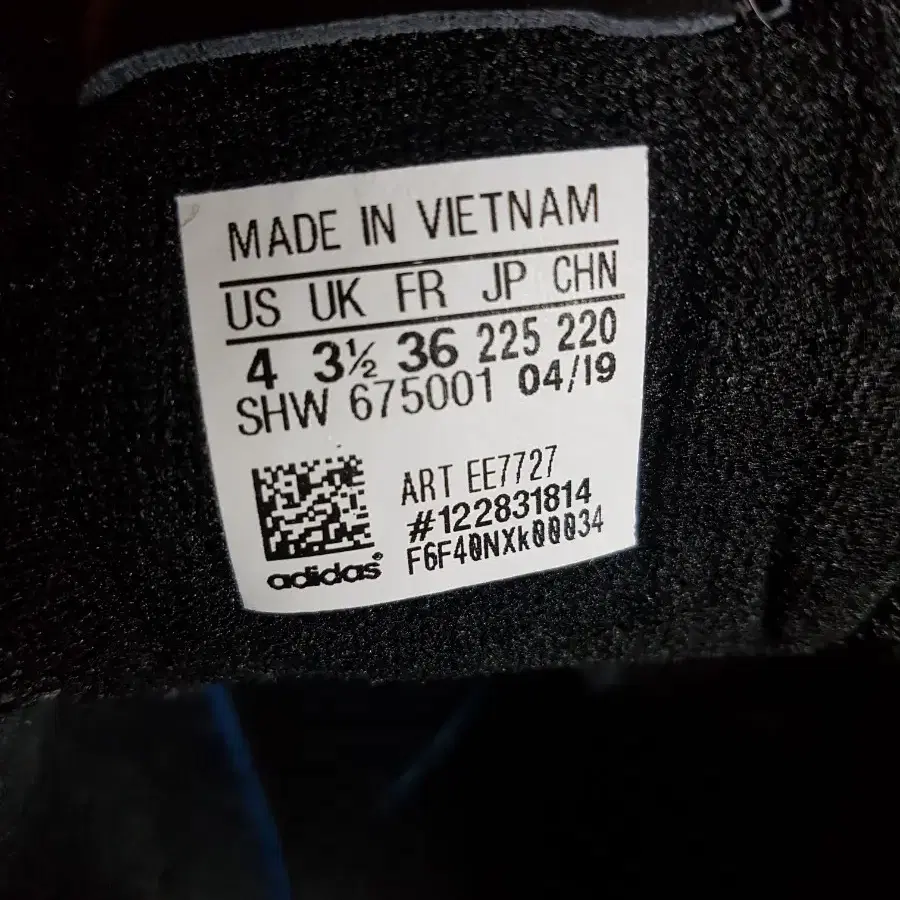 MADE IN VIETNAM
US UK FR JP CHN
4 3½ 36 225 220
SHW 675001 04/19
ART EE7727
#122831814
F6F40NXk00034
adidas®